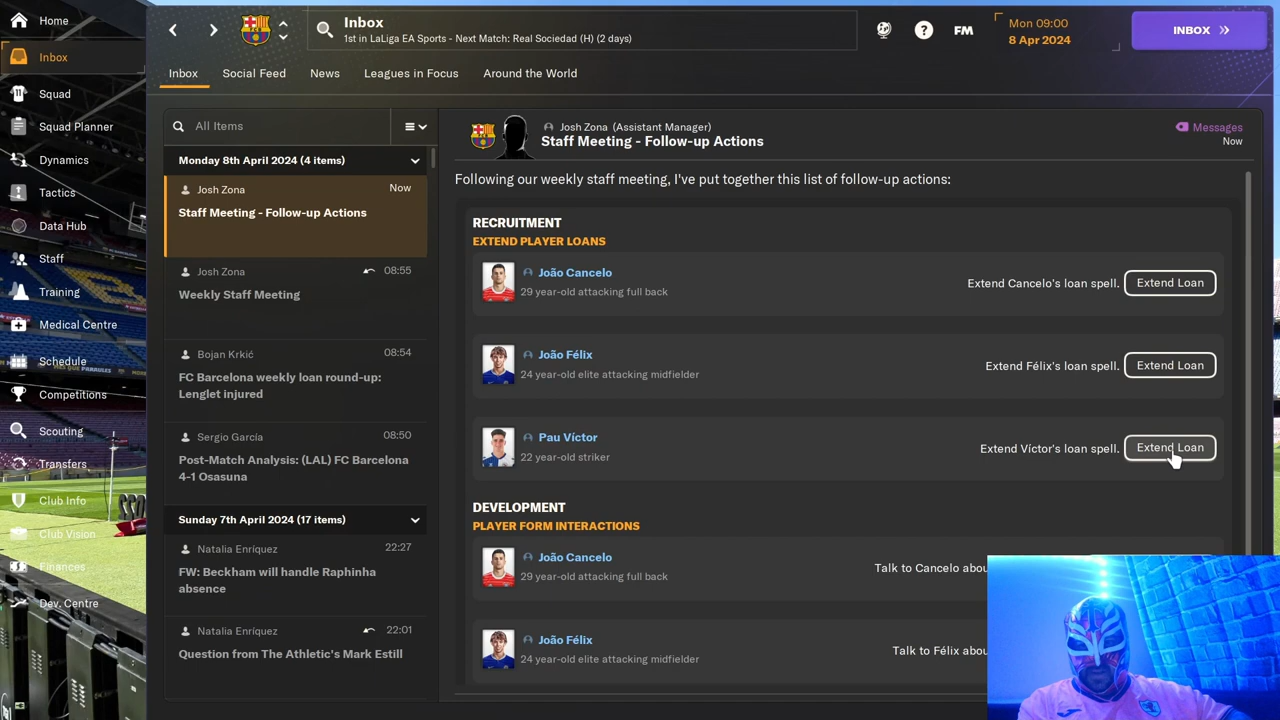 Home
Inbox
Squad
Squad Planner
Dynamics
Tactics
Data Hub
Staff
Training
Medical Centre
Schedule
Competitions
Scouting
Transfers
Club Info
Club Vision
Finances
Dev. Centre
Inbox
1st in LaLiga EA Sports - Next Match: Real Sociedad (H) (2 days)
?
FM
Mon 09:00
8 Apr 2024
INBOX
Inbox Social Feed News Leagues in Focus Around the World
All Items
Monday 8th April 2024 (4 items)
Josh Zona Now
Staff Meeting - Follow-up Actions
Josh Zona 08:55
Weekly Staff Meeting
Bojan Krkić 08:54
FC Barcelona weekly loan round-up:
Lenglet injured
Sergio García 08:50
Post-Match Analysis: (LAL) FC Barcelona
4-1 Osasuna
Sunday 7th April 2024 (17 items)
Natalia Enríquez 22:27
FW: Beckham will handle Raphinha
absence
Natalia Enríquez 22:01
Question from The Athletic's Mark Estill
Josh Zona (Assistant Manager)
Staff Meeting - Follow-up Actions
Messages
Now
Following our weekly staff meeting, I've put together this list of follow-up actions:
RECRUITMENT
EXTEND PLAYER LOANS
João Cancelo
29 year-old attacking full back
Extend Cancelo's loan spell. Extend Loan
João Félix
24 year-old elite attacking midfielder
Extend Félix's loan spell. Extend Loan
Pau Víctor
22 year-old striker
Extend Víctor's loan spell. Extend Loan
DEVELOPMENT
PLAYER FORM INTERACTIONS
João Cancelo
29 year-old attacking full back
Talk to Cancelo abou
João Félix
24 year-old elite attacking midfielder
Talk to Félix abou